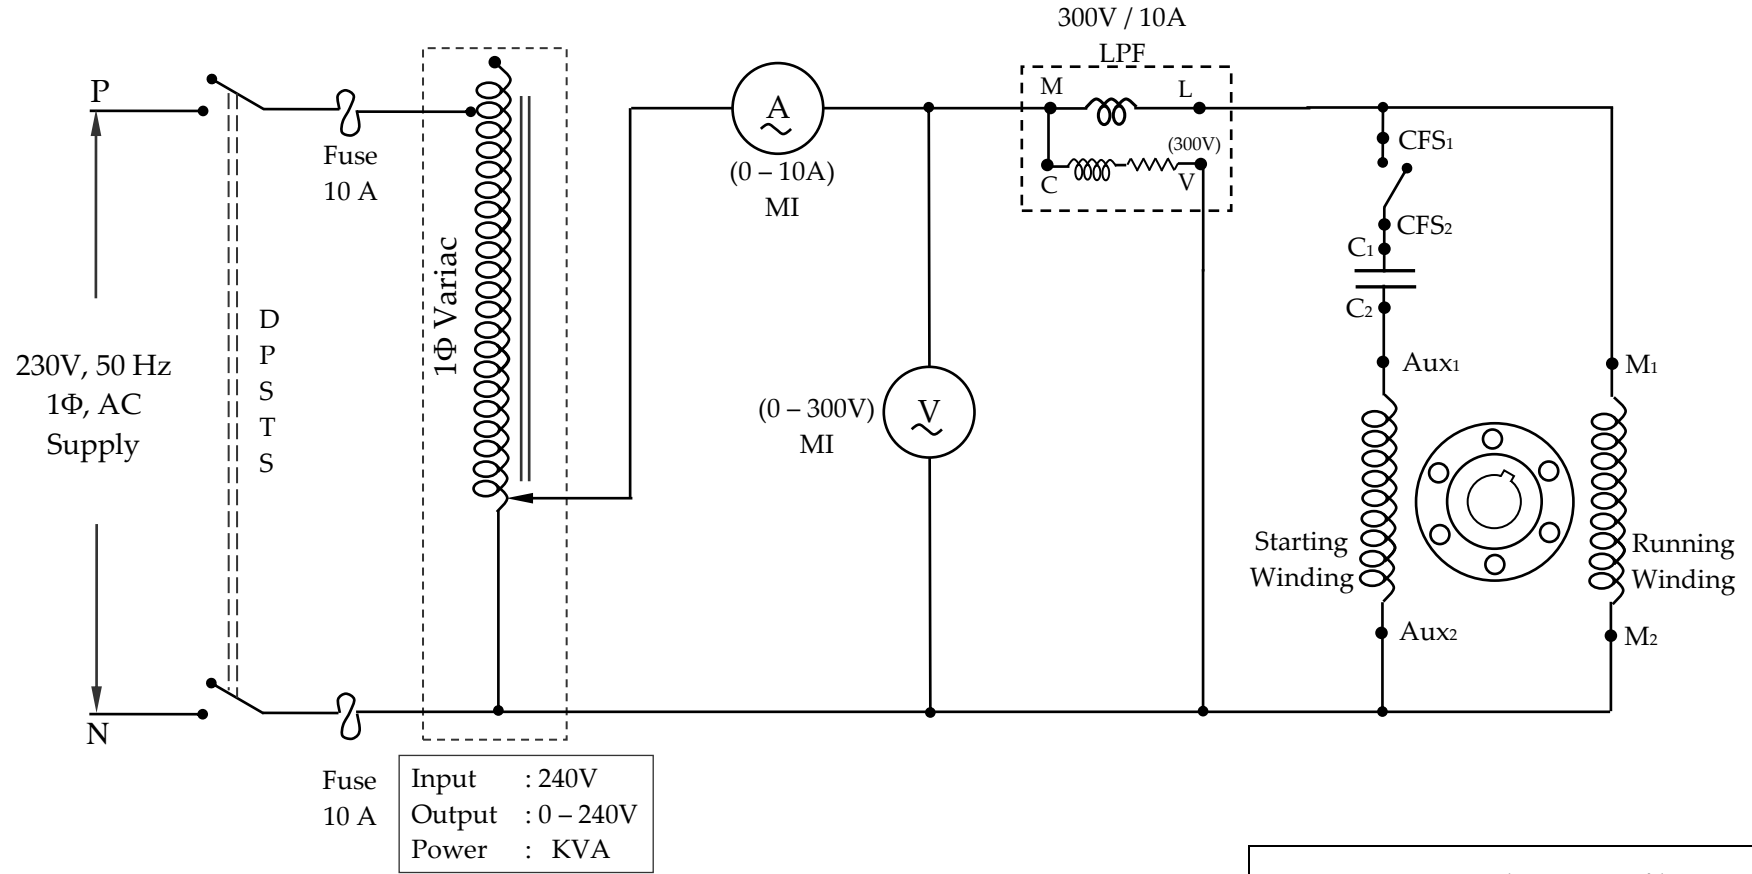 300V / 10A
LPF
P
M
L
A
Fuse
10 A
(0 – 10A)
MI
(300V)
C
V
CFS1
CFS2
C1
C2
1Φ Variac
D
P
S
T
S
230V, 50 Hz
1Φ, AC
Supply
(0 – 300V)
MI
V
Aux1
M1
Starting
Winding
Running
Winding
Aux2
M2
N
Fuse
10 A
Input : 240V
Output : 0 – 240V
Power : KVA